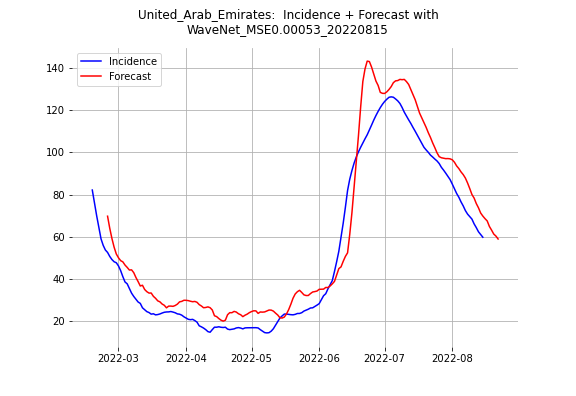 United_Arab_Emirates:  Incidence + Forecast with
WaveNet_MSE0.00053_20220815
Incidence
Forecast
140
120
100
80
60
40
20
2022-03 2022-04 2022-05 2022-06 2022-07 2022-08